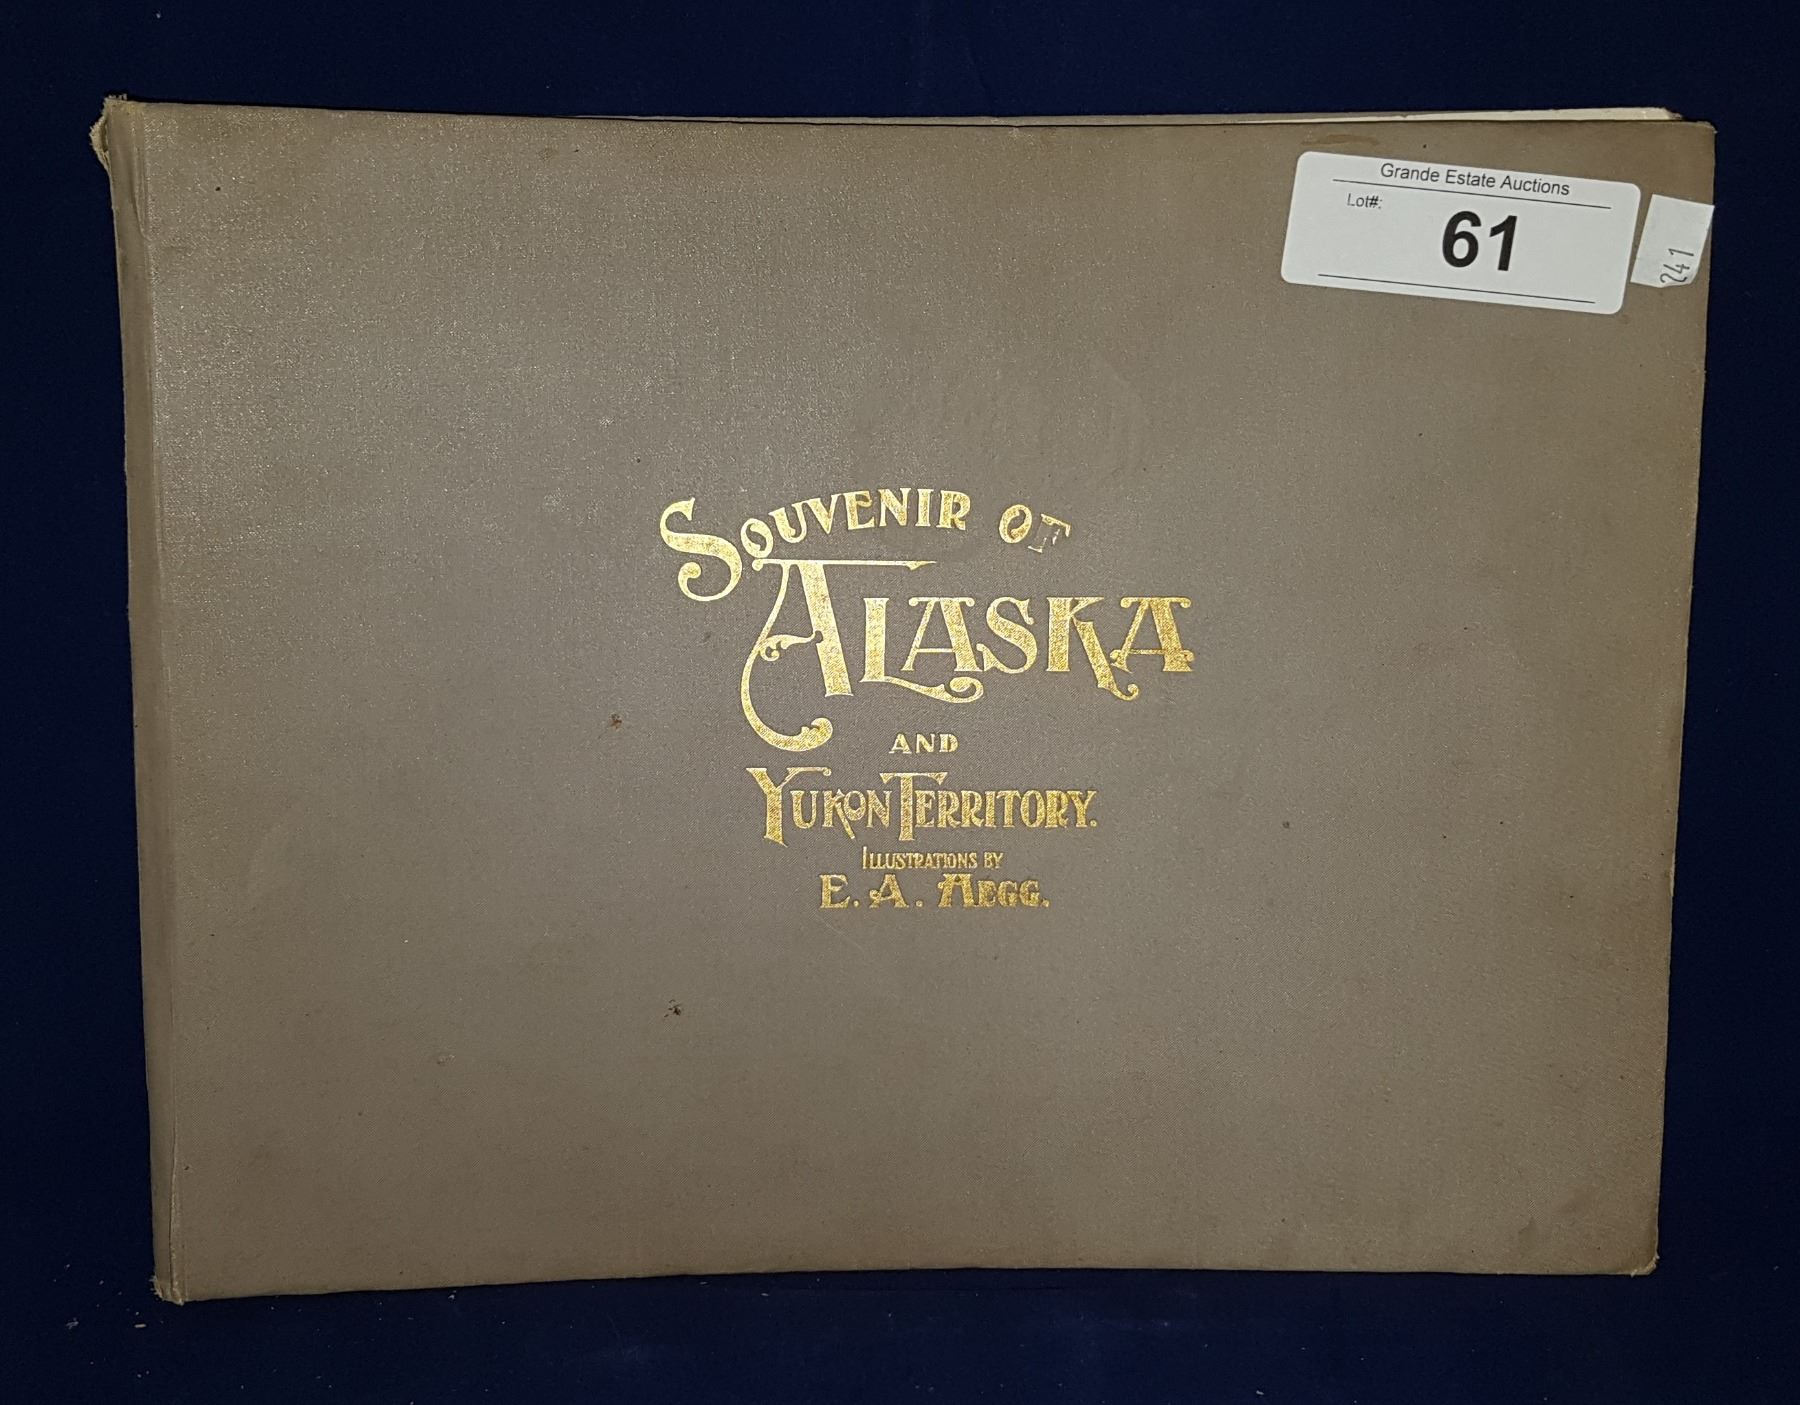 Grande Estate Auctions
Lot#:
61
241
SOUVENIR OF
ALASKA
AND
YUKON TERRITORY.
ILLUSTRATIONS BY
E. A. HEGG.